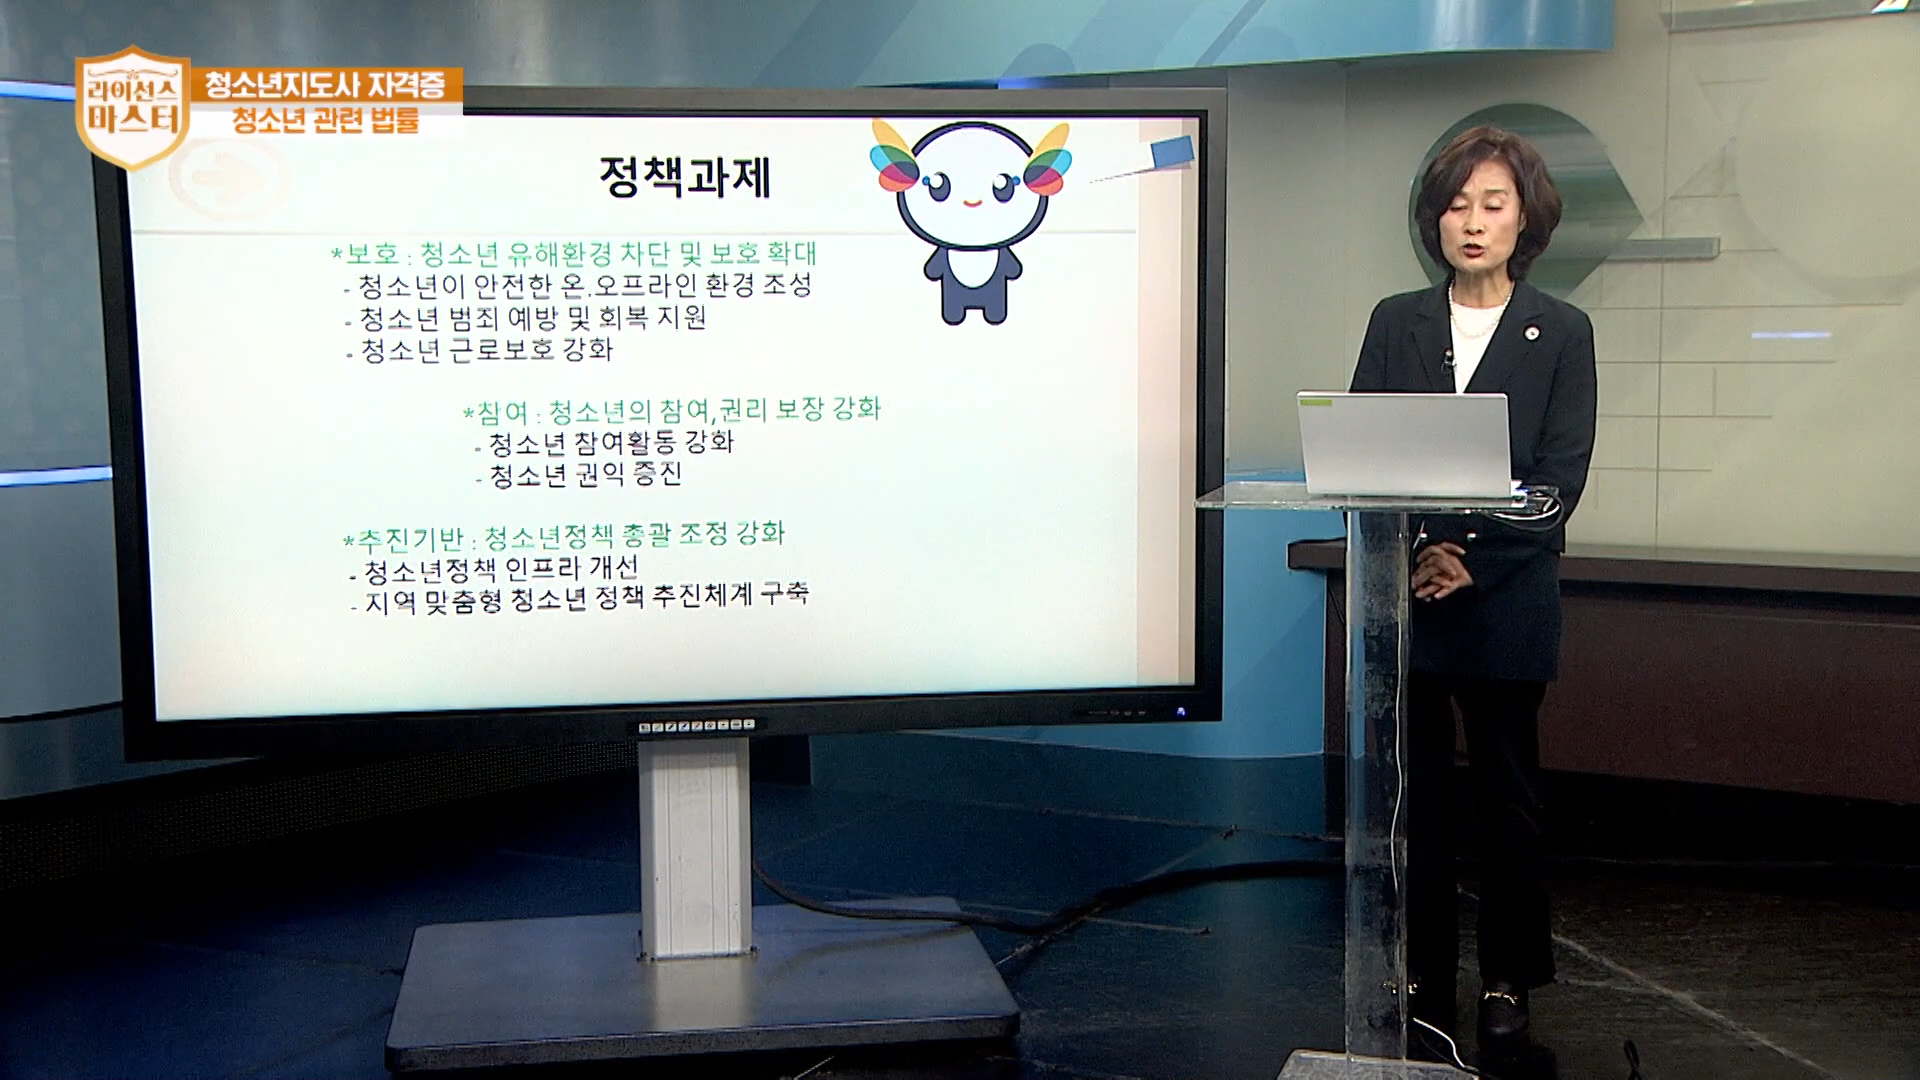 라이선스
마스터
청소년지도사 자격증
청소년 관련 법률
정책과제
*보호 : 청소년 유해환경 차단 및 보호 확대
- 청소년이 안전한 온.오프라인 환경 조성
- 청소년 범죄 예방 및 회복 지원
- 청소년 근로보호 강화
*참여 : 청소년의 참여,권리 보장 강화
- 청소년 참여활동 강화
- 청소년 권익 증진
*추진기반 : 청소년정책 총괄 조정 강화
- 청소년정책 인프라 개선
- 지역 맞춤형 청소년 정책 추진체계 구축